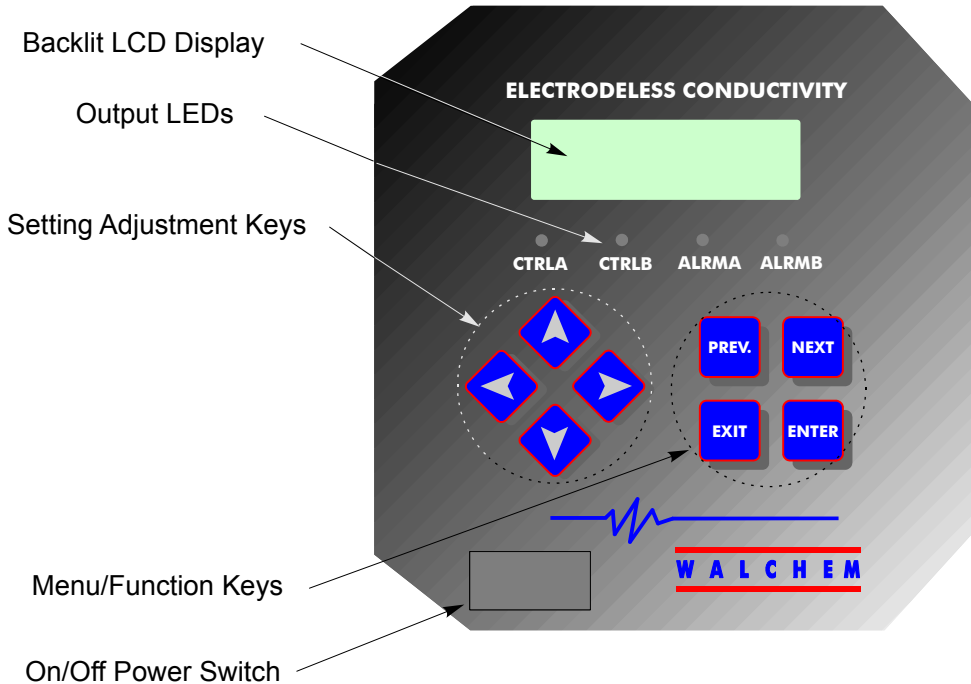 Backlit LCD Display
ELECTRODELESS CONDUCTIVITY
Output LEDs
Setting Adjustment Keys
CTRLA CTRLB ALRMA ALRMB
PREV. NEXT
EXIT ENTER
WALCHEM
Menu/Function Keys
On/Off Power Switch